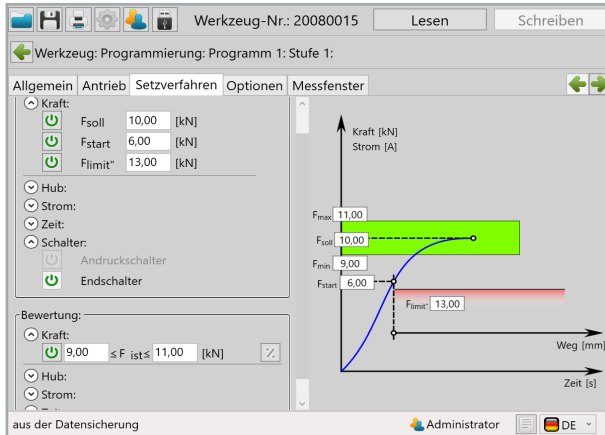 Werkzeug-Nr.: 20080015 Lesen Schreiben
Werkzeug: Programmierung: Programm 1: Stufe 1:
Allgemein Antrieb Setzverfahren Optionen Messfenster
Kraft:
Fsoll 10,00 [kN]
Fstart 6,00 [kN]
Flimit" 13,00 [kN]
Hub:
Strom:
Zeit:
Schalter:
Andruckschalter
Endschalter
Bewertung:
Kraft:
9,00 ≤ F ist ≤ 11,00 [kN] %
Hub:
Strom:
Kraft [kN]
Strom [A]
Fmax 11,00
Fsoll 10,00
Fmin 9,00
Fstart 6,00
Flimit" 13,00
Weg [mm]
Zeit [s]
aus der Datensicherung Administrator DE